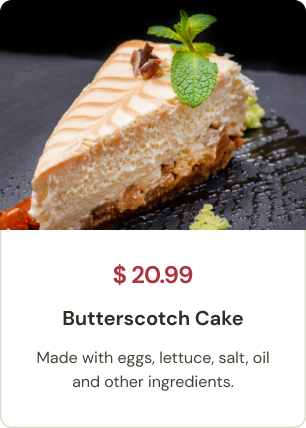 $ 20.99
Butterscotch Cake
Made with eggs, lettuce, salt, oil
and other ingredients.